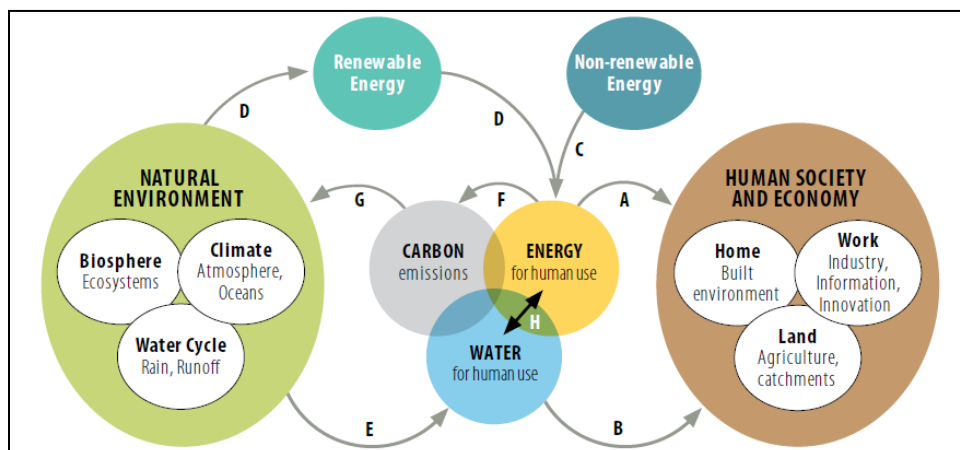 Renewable
Energy
Non-renewable
Energy
D
D
C
NATURAL
ENVIRONMENT
Biosphere
Ecosystems
Climate
Atmosphere,
Oceans
Water Cycle
Rain, Runoff
G
F
A
CARBON
emissions
ENERGY
for human use
H
WATER
for human use
E
B
HUMAN SOCIETY
AND ECONOMY
Home
Built
environment
Work
Industry,
Information,
Innovation
Land
Agriculture,
catchments